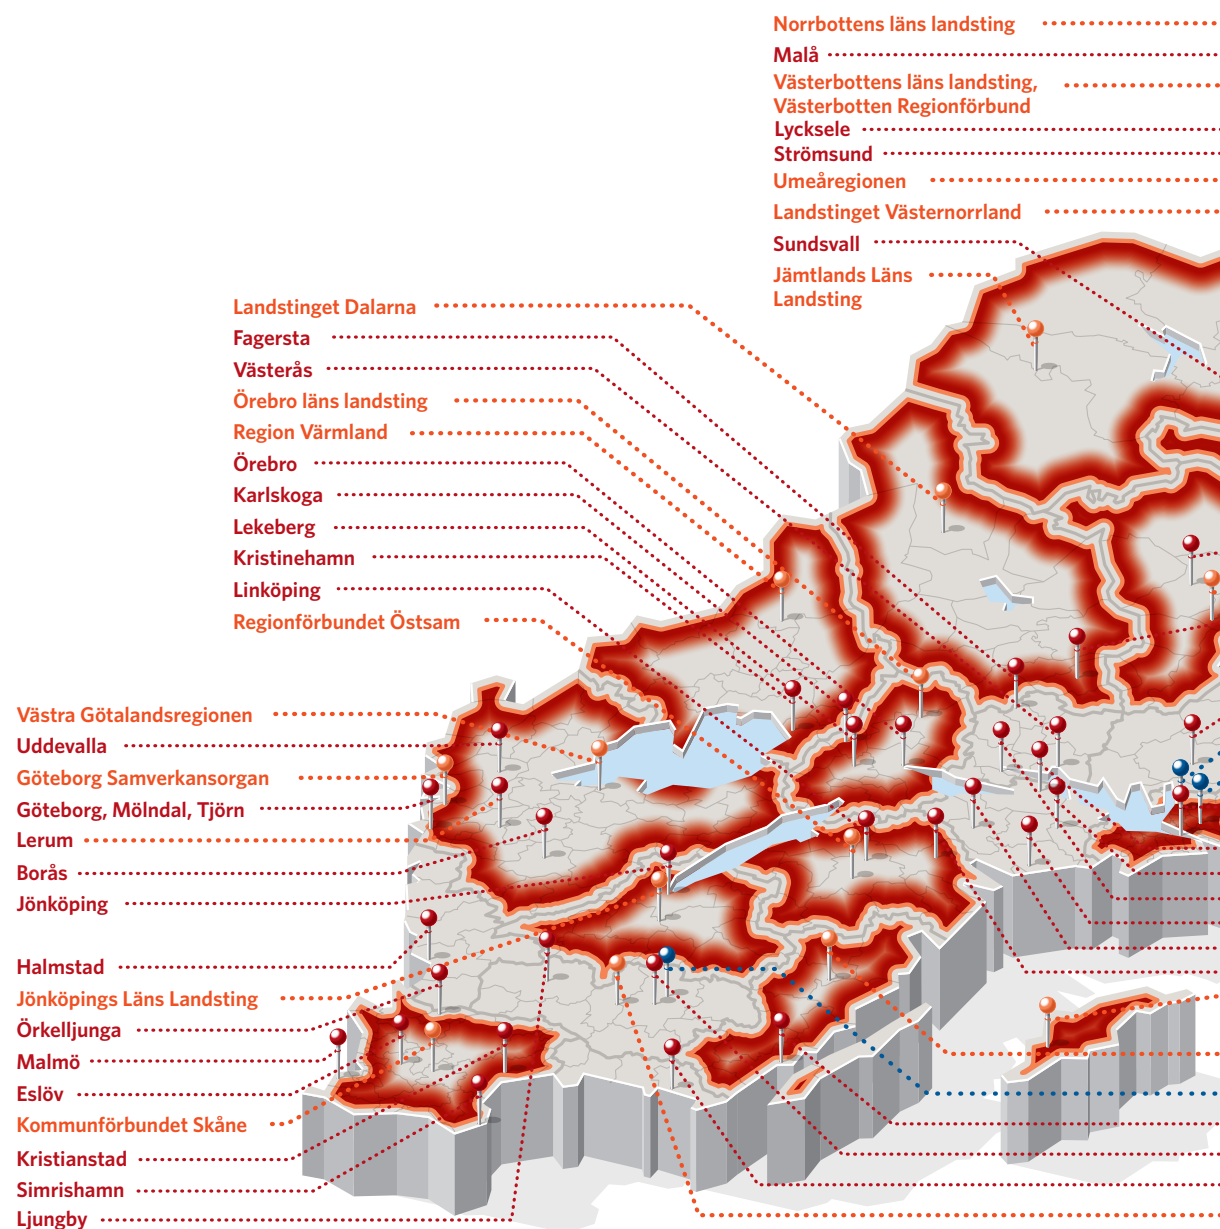 Norrbottens läns landsting
Malå
Västerbottens läns landsting,
Västerbotten Regionförbund
Lycksele
Strömsund
Umeåregionen
Landstinget Västernorrland
Sundsvall
Jämtlands Läns
Landsting
Landstinget Dalarna
Fagersta
Västerås
Örebro läns landsting
Region Värmland
Örebro
Karlskoga
Lekeberg
Kristinehamn
Linköping
Regionförbundet Östsam
Västra Götalandsregionen
Uddevalla
Göteborg Samverkansorgan
Göteborg, Mölndal, Tjörn
Lerum
Borås
Jönköping
Halmstad
Jönköpings Läns Landsting
Örkelljunga
Malmö
Eslöv
Kommunförbundet Skåne
Kristianstad
Simrishamn
Ljungby